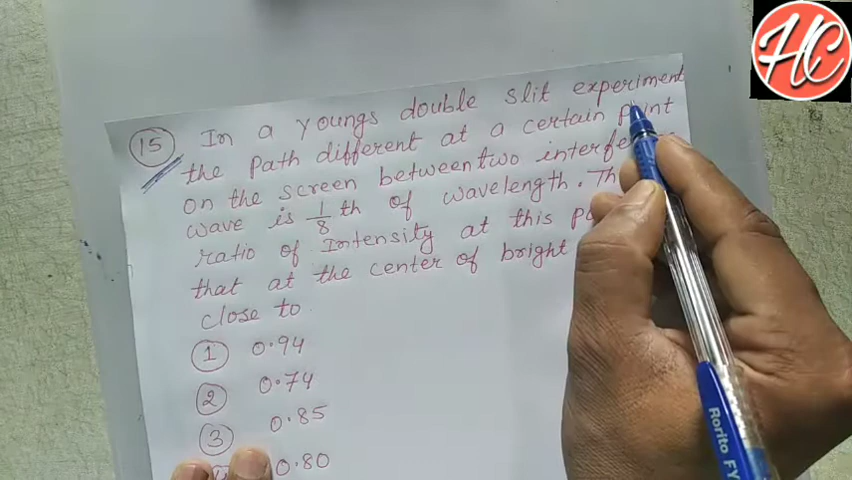 HC
15 In a Youngs double slit experiment
the path different at a certain point
on the screen between two
wave is 1/8 th of wavelength.
ratio of Intensity at this
that at the center of bright
close to
1 0.94
2 0.74
3 0.85
0.80
Rorito FY